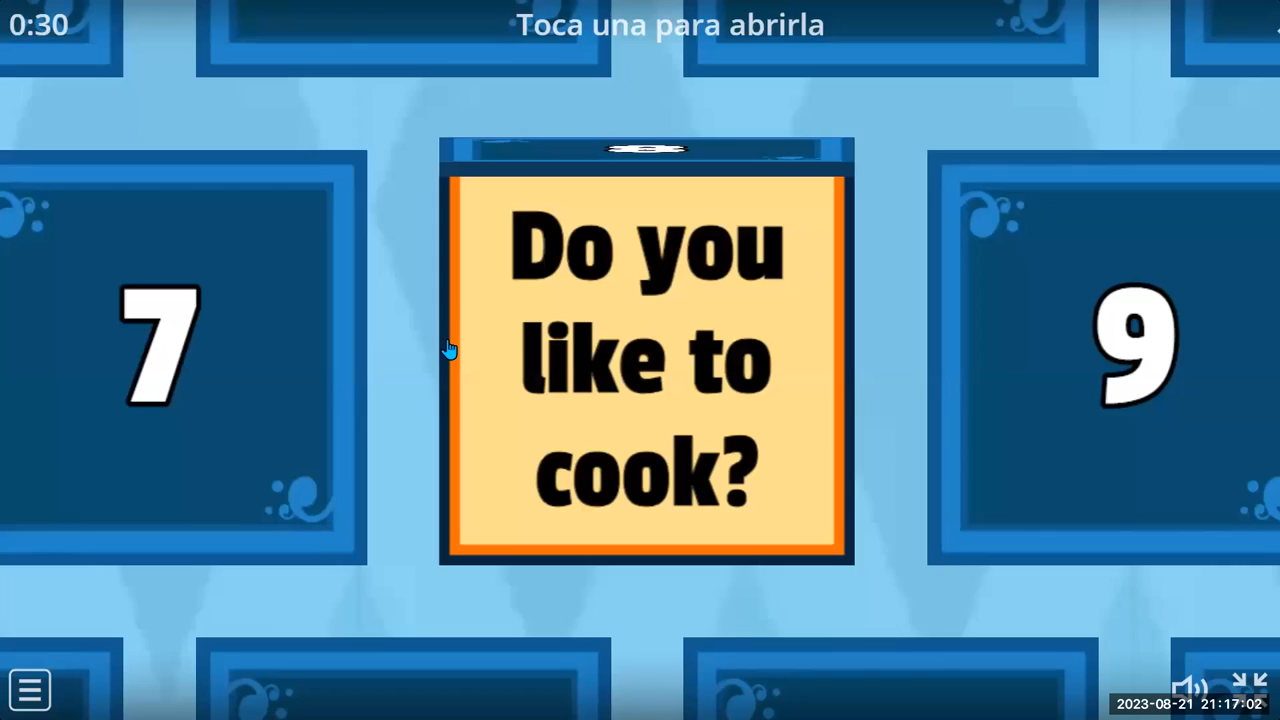 0:30
Toca una para abrirla
7
Do you
like to
cook?
9
2023-08-21 21:17:02